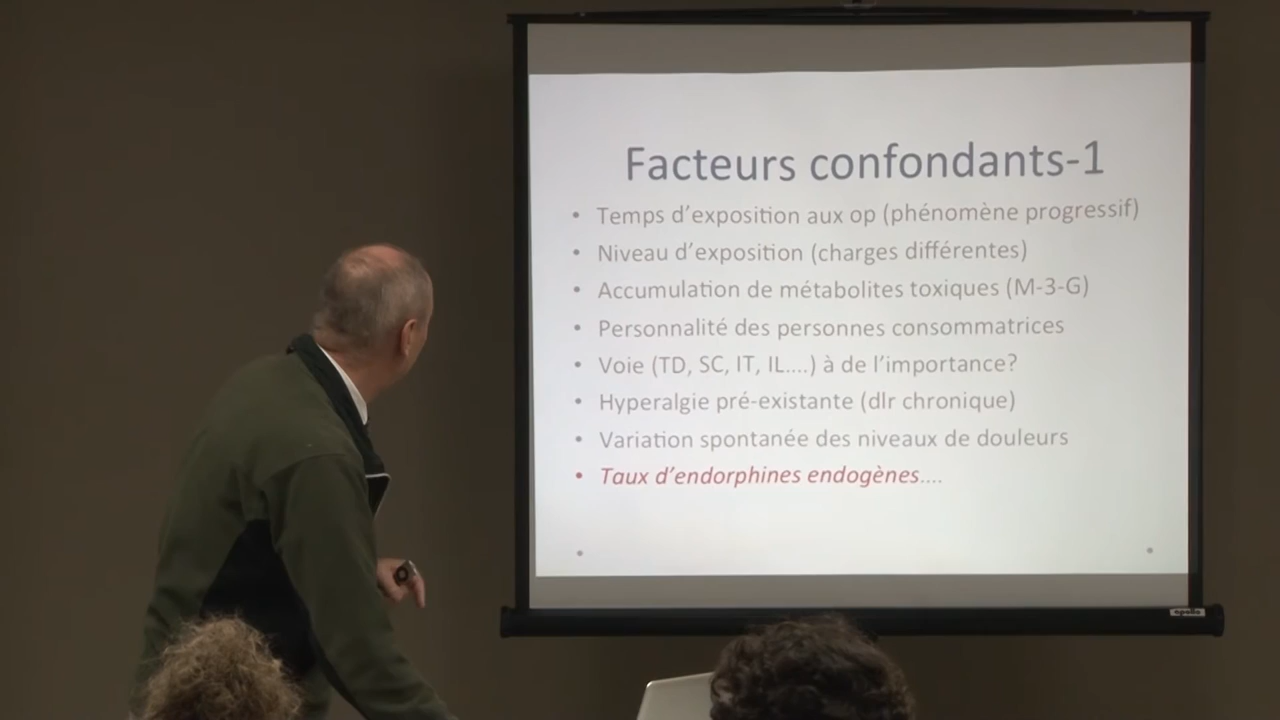 Facteurs confondants-1
• Temps d’exposition aux op (phénomène progressif)
• Niveau d’exposition (charges différentes)
• Accumulation de métabolites toxiques (M-3-G)
• Personnalité des personnes consommatrices
• Voie (TD, SC, IT, IL....) à de l’importance?
• Hyperalgie pré-existante (dlr chronique)
• Variation spontanée des niveaux de douleurs
• Taux d’endorphines endogènes....
apollo